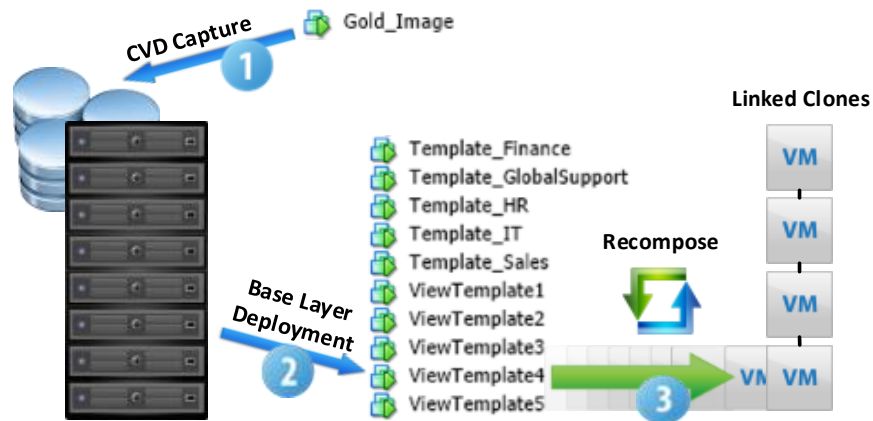 Gold_Image
CVD Capture
1
Linked Clones
Template_Finance
Template_GlobalSupport
Template_HR
Template_IT
Template_Sales
ViewTemplate1
ViewTemplate2
ViewTemplate3
ViewTemplate4
ViewTemplate5
Base Layer
Deployment
2
Recompose
3
VM
VM
VM
VM
VM